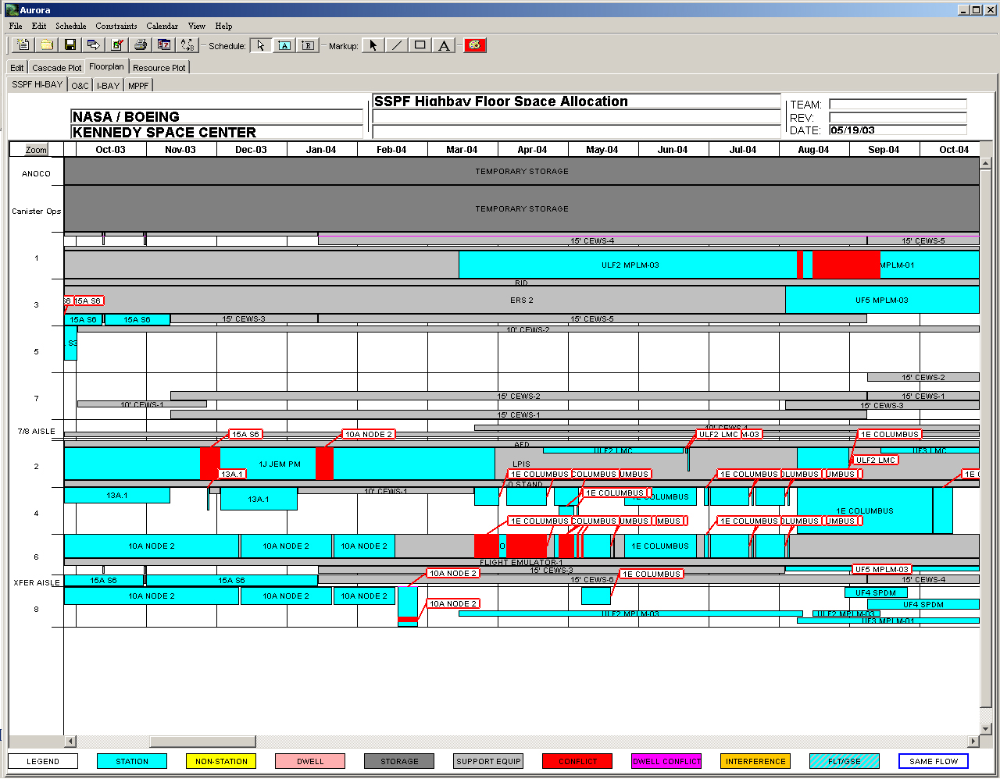 Aurora
File Edit Schedule Constraints Calendar View Help
Schedule: A R Markup: A
Edit Cascade Plot Floorplan Resource Plot
SSPF HI-BAY O&C I-BAY MPPF
SSPF Highbay Floor Space Allocation
NASA / BOEING
KENNEDY SPACE CENTER
TEAM:
REV:
DATE: 05/19/03
Zoom Oct-03 Nov-03 Dec-03 Jan-04 Feb-04 Mar-04 Apr-04 May-04 Jun-04 Jul-04 Aug-04 Sep-04 Oct-04
ANOCO TEMPORARY STORAGE
Canister Ops TEMPORARY STORAGE
15' CEWS-4 15' CEWS-5
1 ULF2 MPLM-03 MPLM-01
RID
3 S6 15A S6 ERS 2 UF5 MPLM-03
15A S6 15A S6 15' CEWS-3 15' CEWS-5
10' CEWS-2
S3
5
15' CEWS-2
7 15' CEWS-2 15' CEWS-1
10' CEWS-1 15' CEWS-3
15' CEWS-1
10' CEWS-1
7/8 AISLE 15A S6 10A NODE 2 ULF2 LMC M-03 1E COLUMBUS
AFD
ULF2 LMC UF3 LMC
2 1J JEM PM LPIS ULF2 LMC
13A.1 1E COLUMBUS COLUMBUS UMBUS 1E COLUMBUS OLUMBUS MBUS 1E C
7-0 STAND
13A.1 13A.1 10' CEWS-1 1E COLUMBUS COLUMBUS
4 1E COLUMBUS
1E COLUMBUS COLUMBUS UMBUS MBUS 1E COLUMBUS OLUMBUS UMBUS
10A NODE 2 10A NODE 2 10A NODE 2 O 1E COLUMBUS
6
FLIGHT EMULATOR-1
15' CEWS-3 UF5 MPLM-03
10A NODE 2 1E COLUMBUS
XFER AISLE 15A S6 15A S6 15' CEWS-6 15' CEWS-4
10A NODE 2 10A NODE 2 10A NODE 2 UF4 SPDM
10A NODE 2 UF4 SPDM
8 ULF2 MPLM-03 ULF2 MPLM-03
UF3 MPLM-01
LEGEND STATION NON-STATION DWELL STORAGE SUPPORT EQUIP CONFLICT DWELL CONFLICT INTERFERENCE FLT/GSE SAME FLOW